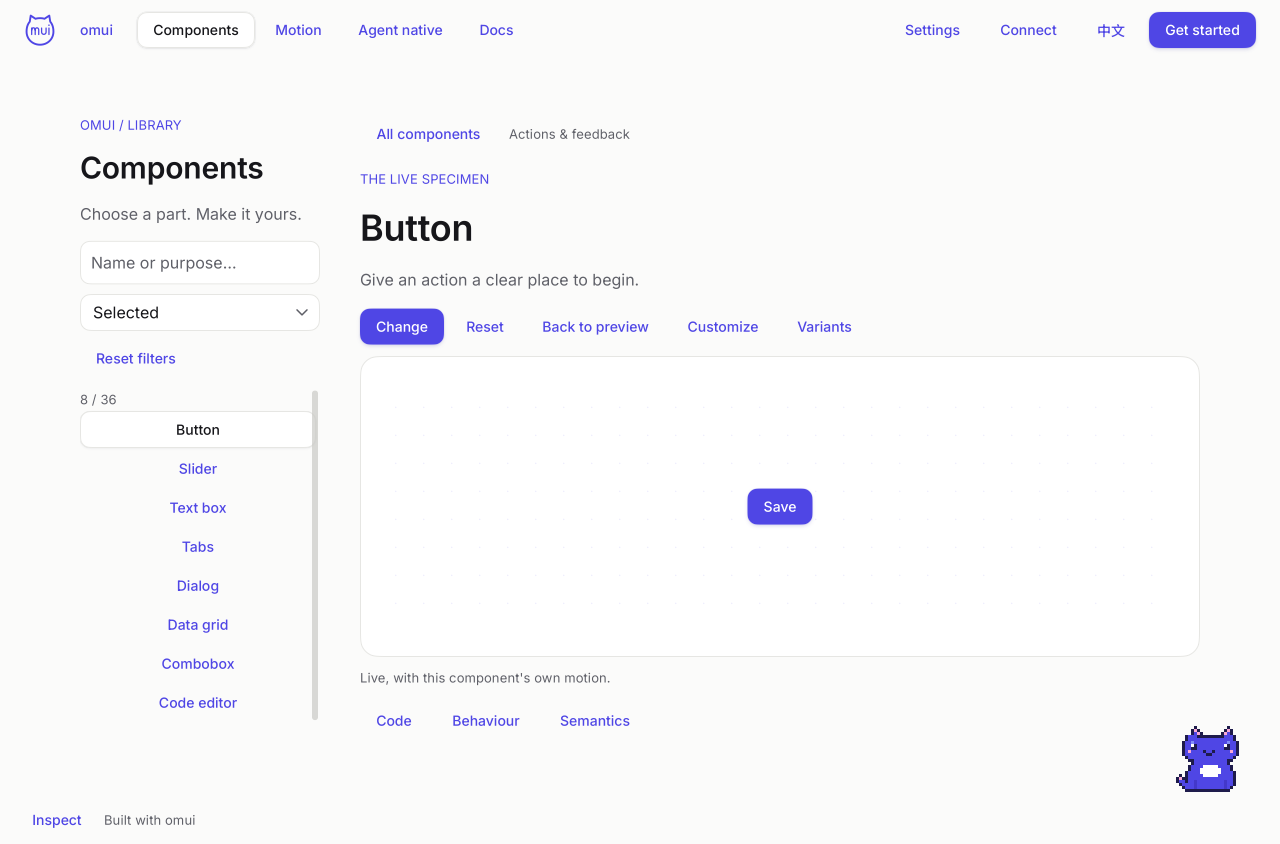 mui
omui
Components
Motion
Agent native
Docs
Settings
Connect
中文
Get started
OMUI / LIBRARY
Components
Choose a part. Make it yours.
Name or purpose...
Selected
Reset filters
8 / 36
Button
Slider
Text box
Tabs
Dialog
Data grid
Combobox
Code editor
All components
Actions & feedback
THE LIVE SPECIMEN
Button
Give an action a clear place to begin.
Change
Reset
Back to preview
Customize
Variants
Save
Live, with this component's own motion.
Code
Behaviour
Semantics
Inspect
Built with omui